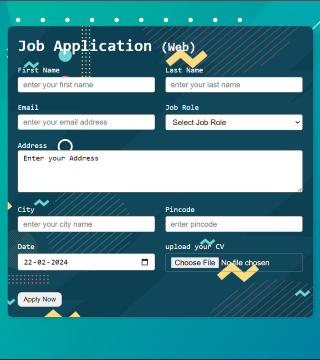 Job Application (Web)
First Name Last Name
enter your first name enter your last name
Email Job Role
enter your email address Select Job Role
Address
Enter your Address
City Pincode
enter your city name enter pincode
Date upload your CV
22-02-2024 Choose File No file chosen
Apply Now